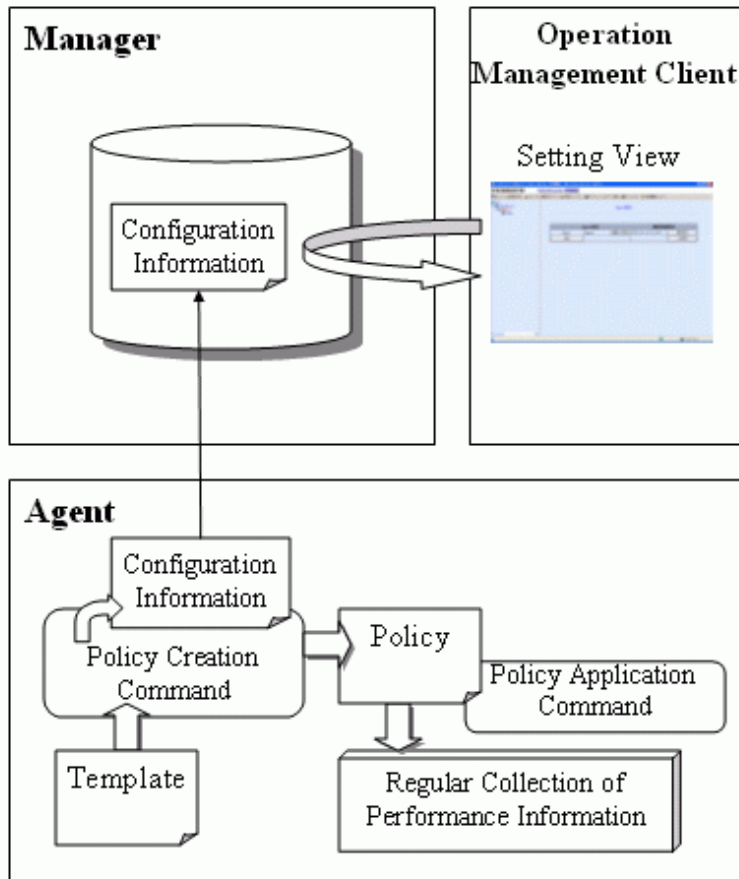 Manager
Operation
Management Client
Setting View
Configuration
Information
Agent
Configuration
Information
Policy Creation
Command
Policy
Policy Application
Command
Template
Regular Collection of
Performance Information